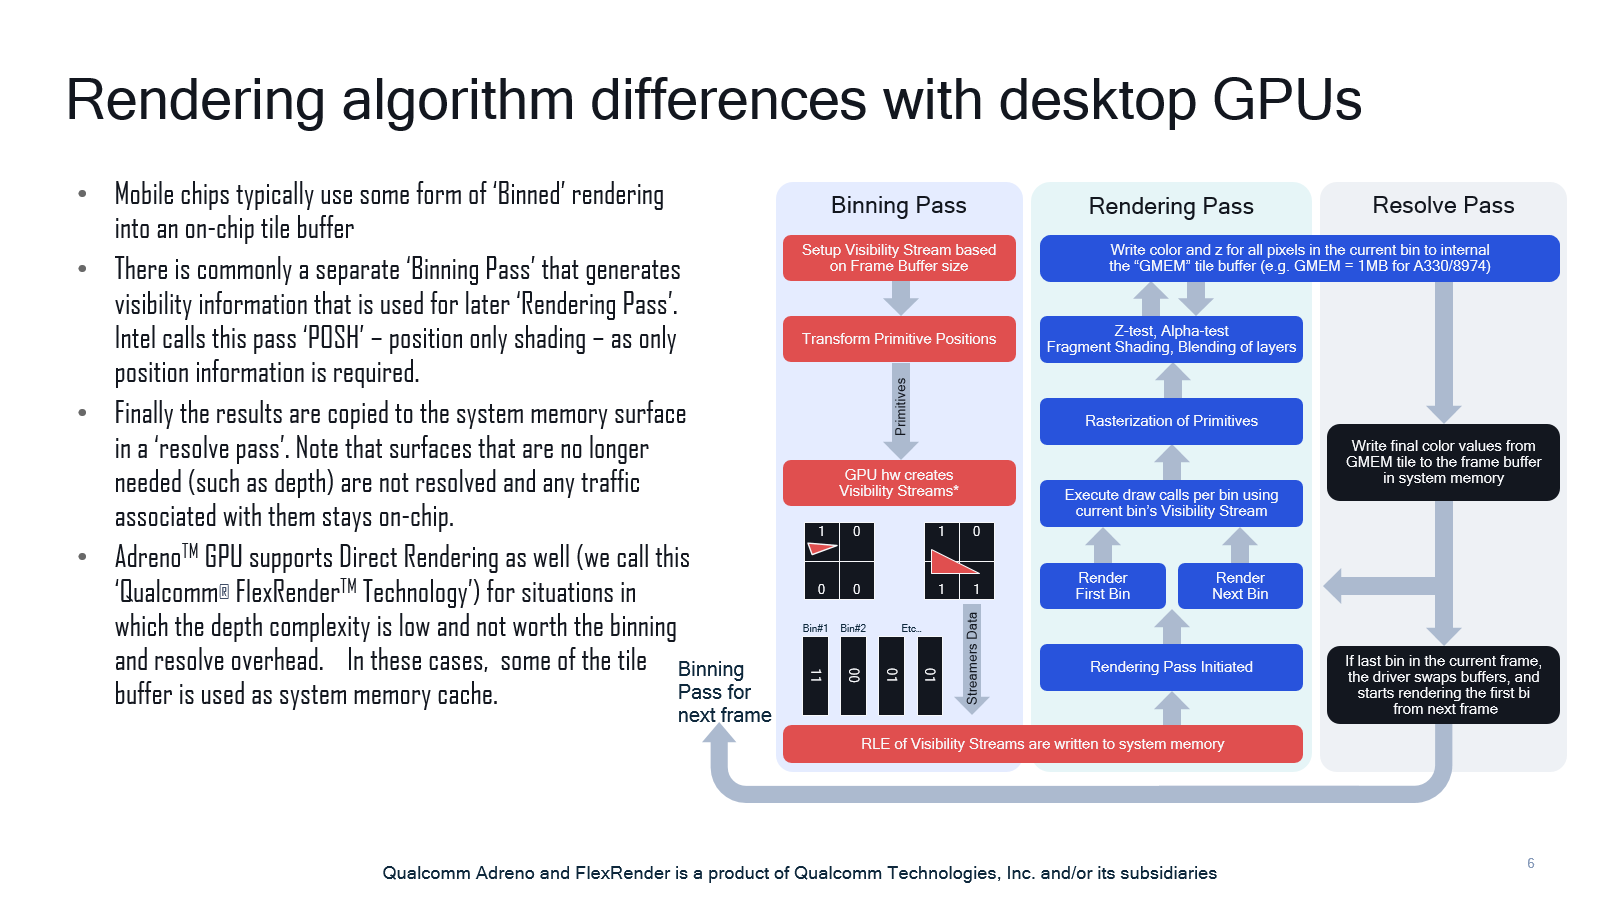 Rendering algorithm differences with desktop GPUs
• Mobile chips typically use some form of ‘Binned’ rendering
into an on-chip tile buffer
• There is commonly a separate ‘Binning Pass’ that generates
visibility information that is used for later ‘Rendering Pass’.
Intel calls this pass ‘POSH’ – position only shading – as only
position information is required.
• Finally the results are copied to the system memory surface
in a ‘resolve pass’. Note that surfaces that are no longer
needed (such as depth) are not resolved and any traffic
associated with them stays on-chip.
• Adreno™ GPU supports Direct Rendering as well (we call this
‘Qualcomm® FlexRender™ Technology’) for situations in
which the depth complexity is low and not worth the binning
and resolve overhead. In these cases, some of the tile
buffer is used as system memory cache.
Binning Pass
Setup Visibility Stream based
on Frame Buffer size
Transform Primitive Positions
Primitives
GPU hw creates
Visibility Streams*
1 0
0 0
1 0
1 1
Bin#1 Bin#2 Etc..
11 00 01 01
Streamers Data
RLE of Visibility Streams are written to system memory
Binning
Pass for
next frame
Rendering Pass
Write color and z for all pixels in the current bin to internal
the “GMEM” tile buffer (e.g. GMEM = 1MB for A330/8974)
Z-test, Alpha-test
Fragment Shading, Blending of layers
Rasterization of Primitives
Execute draw calls per bin using
current bin’s Visibility Stream
Render
First Bin
Render
Next Bin
Rendering Pass Initiated
Resolve Pass
Write final color values from
GMEM tile to the frame buffer
in system memory
If last bin in the current frame,
the driver swaps buffers, and
starts rendering the first bi
from next frame
Qualcomm Adreno and FlexRender is a product of Qualcomm Technologies, Inc. and/or its subsidiaries
6